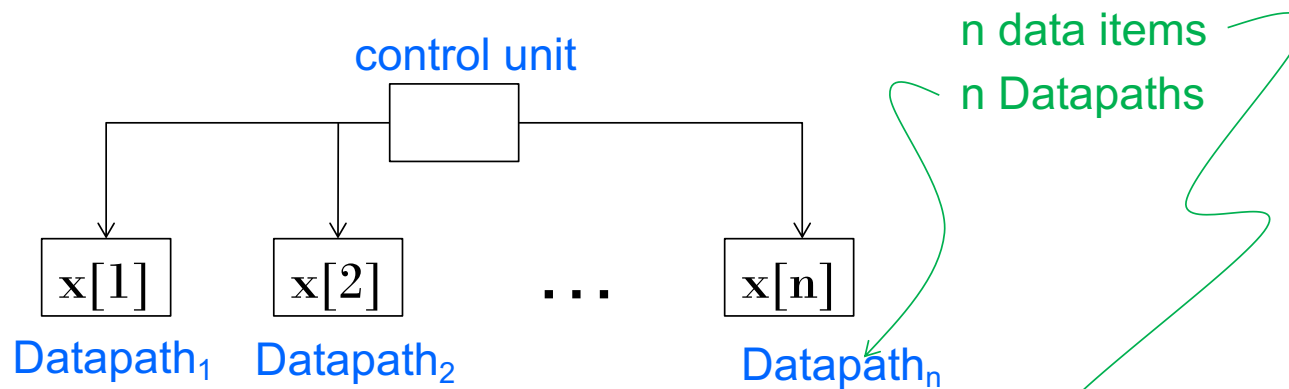 n data items
control unit
n Datapaths
x[1] x[2] ... x[n]
Datapath₁ Datapath₂ Datapathₙ